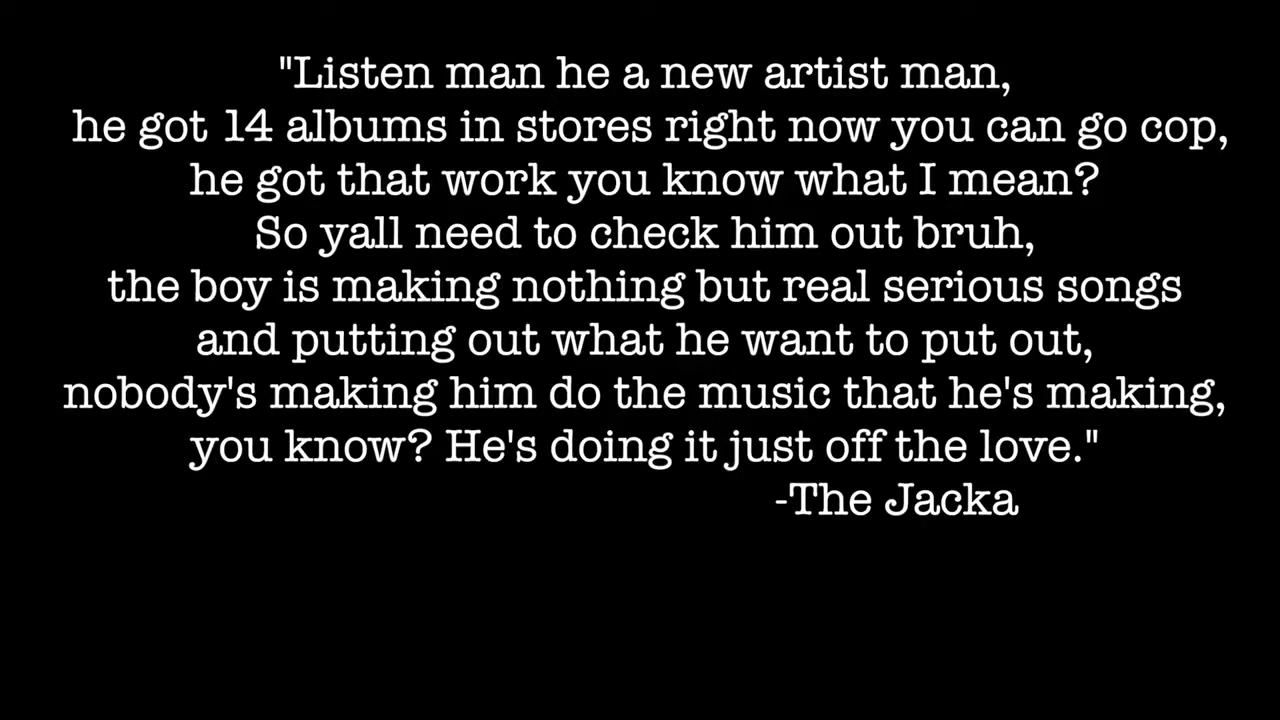 "Listen man he a new artist man,
he got 14 albums in stores right now you can go cop,
he got that work you know what I mean?
So yall need to check him out bruh,
the boy is making nothing but real serious songs
and putting out what he want to put out,
nobody's making him do the music that he's making,
you know? He's doing it just off the love."
-The Jacka